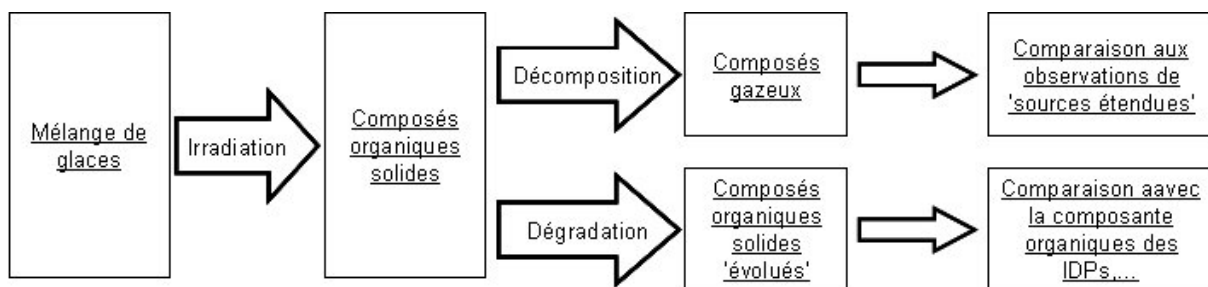 Mélange de
glaces
Irradiation
Composés
organiques
solides
Décomposition
Composés
gazeux
Comparaison aux
observations de
'sources étendues'
Dégradation
Composés
organiques
solides
'évolués'
Comparaison aavec
la composante
organiques des
IDPs,...